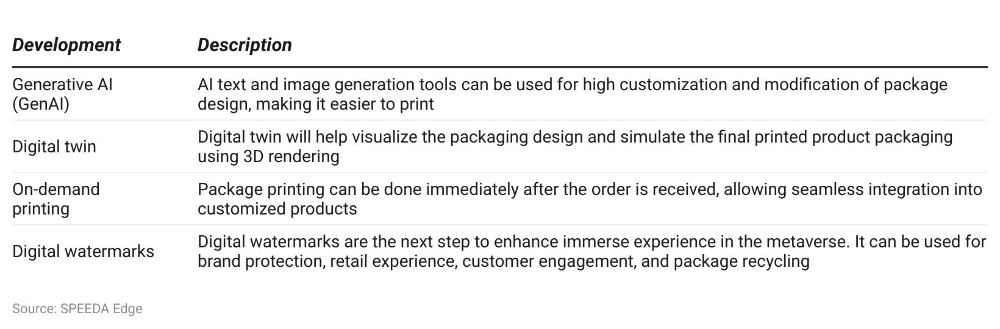 Development Description
Generative AI
(GenAI)
AI text and image generation tools can be used for high customization and modification of package
design, making it easier to print
Digital twin
Digital twin will help visualize the packaging design and simulate the final printed product packaging
using 3D rendering
On-demand
printing
Package printing can be done immediately after the order is received, allowing seamless integration into
customized products
Digital watermarks
Digital watermarks are the next step to enhance immerse experience in the metaverse. It can be used for
brand protection, retail experience, customer engagement, and package recycling
Source: SPEEDA Edge